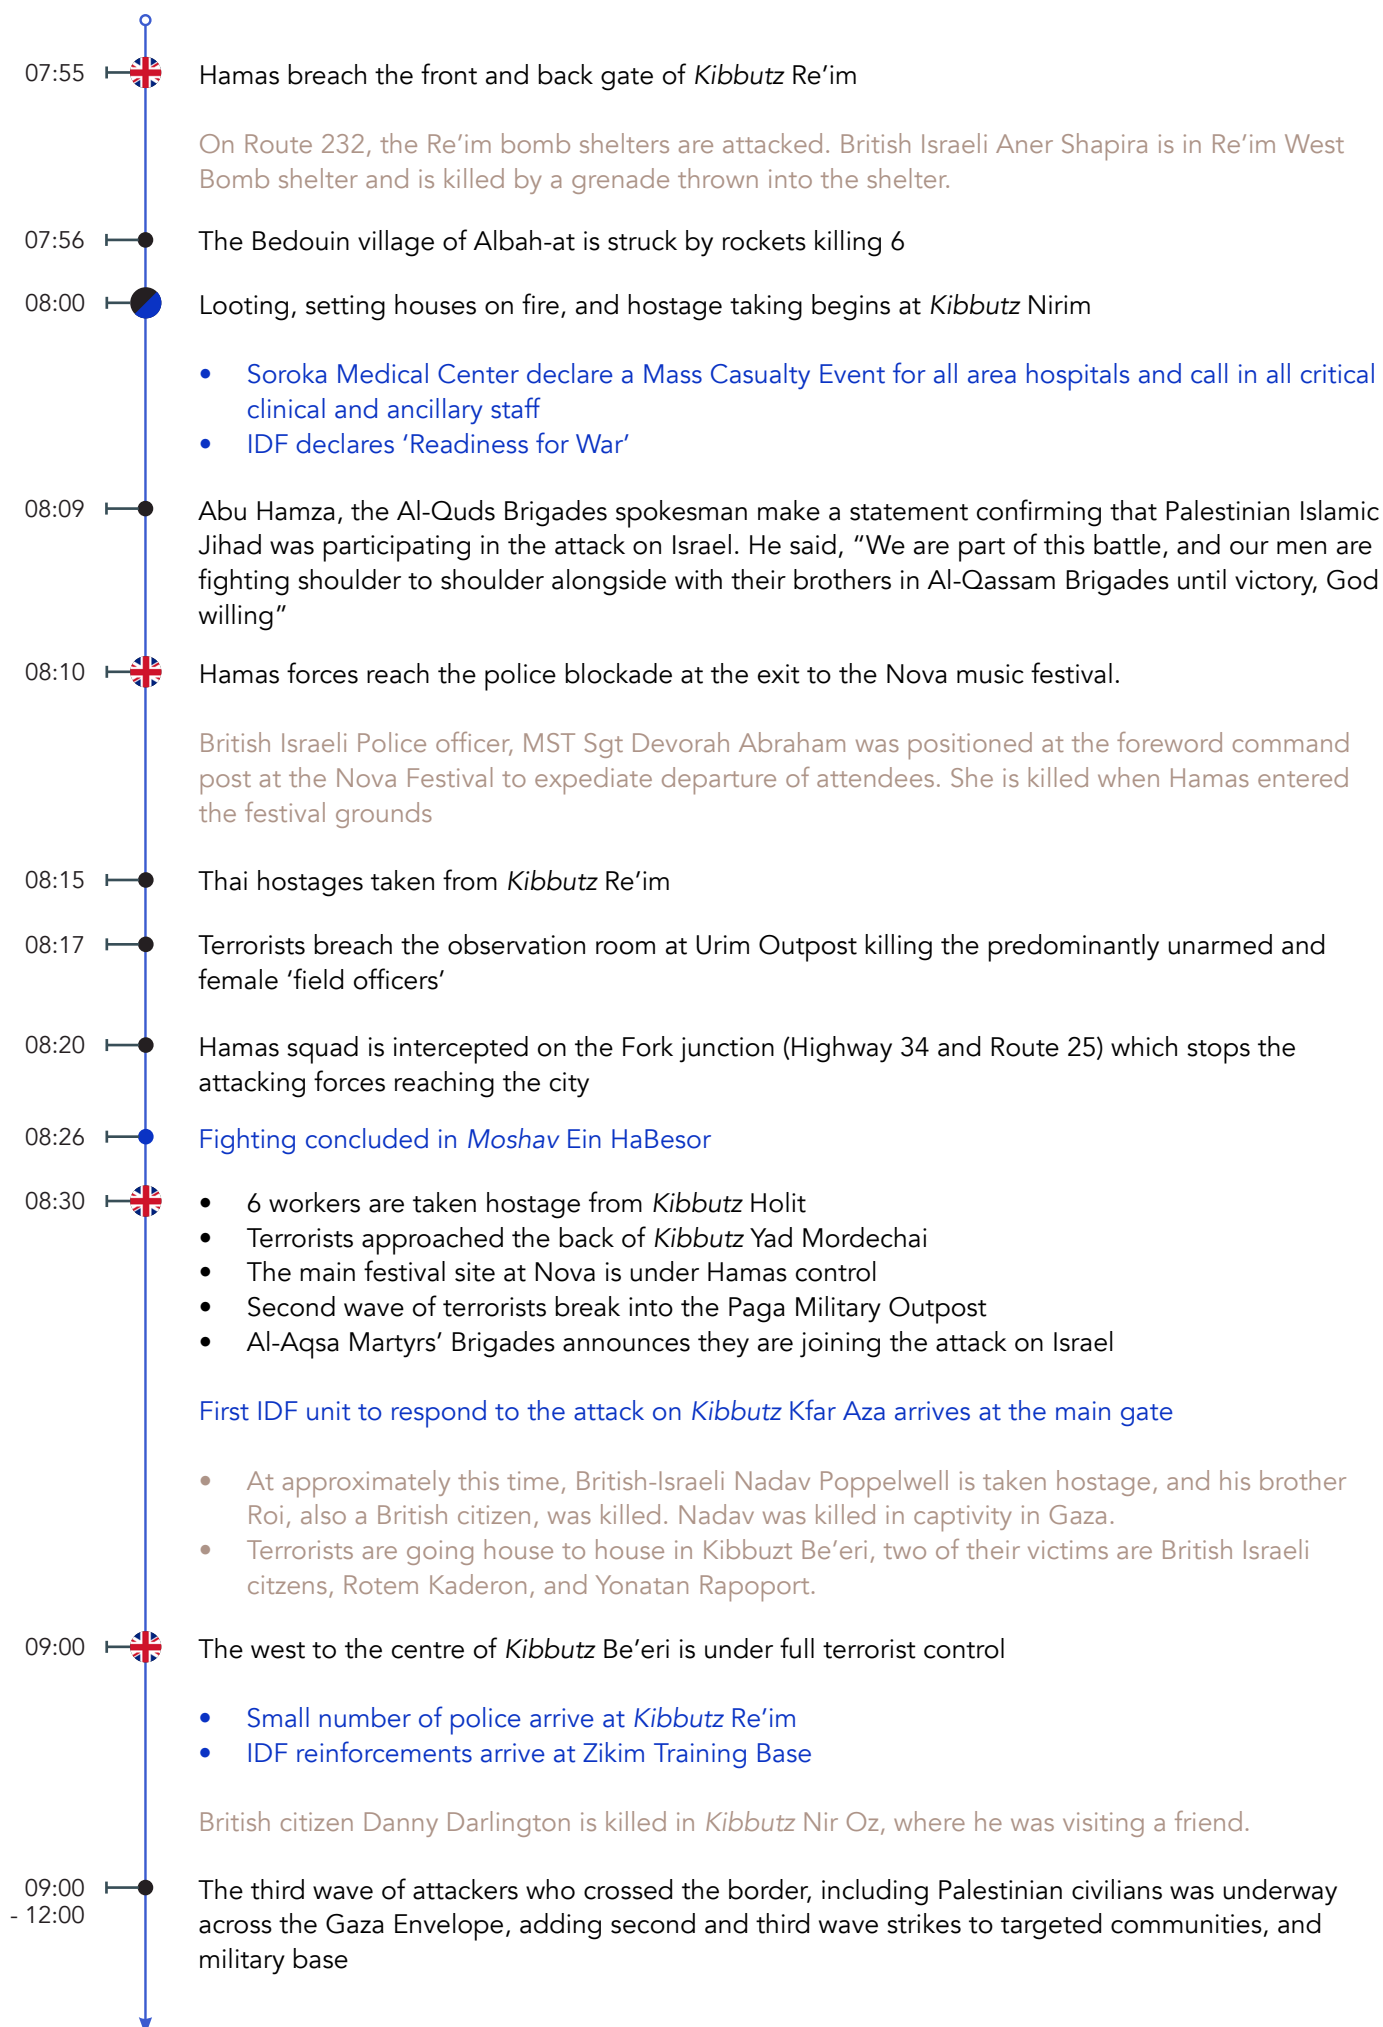 07:55
Hamas breach the front and back gate of Kibbutz Re’im
On Route 232, the Re’im bomb shelters are attacked. British Israeli Aner Shapira is in Re’im West
Bomb shelter and is killed by a grenade thrown into the shelter.
07:56
The Bedouin village of Albah-at is struck by rockets killing 6
08:00
Looting, setting houses on fire, and hostage taking begins at Kibbutz Nirim
• Soroka Medical Center declare a Mass Casualty Event for all area hospitals and call in all critical
clinical and ancillary staff
• IDF declares ‘Readiness for War’
08:09
Abu Hamza, the Al-Quds Brigades spokesman make a statement confirming that Palestinian Islamic
Jihad was participating in the attack on Israel. He said, “We are part of this battle, and our men are
fighting shoulder to shoulder alongside with their brothers in Al-Qassam Brigades until victory, God
willing”
08:10
Hamas forces reach the police blockade at the exit to the Nova music festival.
British Israeli Police officer, MST Sgt Devorah Abraham was positioned at the foreword command
post at the Nova Festival to expediate departure of attendees. She is killed when Hamas entered
the festival grounds
08:15
Thai hostages taken from Kibbutz Re’im
08:17
Terrorists breach the observation room at Urim Outpost killing the predominantly unarmed and
female ‘field officers’
08:20
Hamas squad is intercepted on the Fork junction (Highway 34 and Route 25) which stops the
attacking forces reaching the city
08:26
Fighting concluded in Moshav Ein HaBesor
08:30
• 6 workers are taken hostage from Kibbutz Holit
• Terrorists approached the back of Kibbutz Yad Mordechai
• The main festival site at Nova is under Hamas control
• Second wave of terrorists break into the Paga Military Outpost
• Al-Aqsa Martyrs’ Brigades announces they are joining the attack on Israel
First IDF unit to respond to the attack on Kibbutz Kfar Aza arrives at the main gate
• At approximately this time, British-Israeli Nadav Poppelwell is taken hostage, and his brother
Roi, also a British citizen, was killed. Nadav was killed in captivity in Gaza.
• Terrorists are going house to house in Kibbuzt Be’eri, two of their victims are British Israeli
citzens, Rotem Kaderon, and Yonatan Rapoport.
09:00
The west to the centre of Kibbutz Be’eri is under full terrorist control
• Small number of police arrive at Kibbutz Re’im
• IDF reinforcements arrive at Zikim Training Base
British citizen Danny Darlington is killed in Kibbutz Nir Oz, where he was visiting a friend.
09:00
- 12:00
The third wave of attackers who crossed the border, including Palestinian civilians was underway
across the Gaza Envelope, adding second and third wave strikes to targeted communities, and
military base